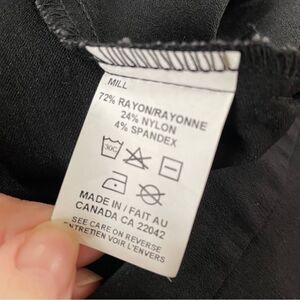 MILL
72% RAYON/RAYONNE
24% NYLON
4% SPANDEX
30C
MADE IN / FAIT AU
CANADA CA 22042
SEE CARE ON REVERSE
ENTRETIEN VOIR L'ENVERS